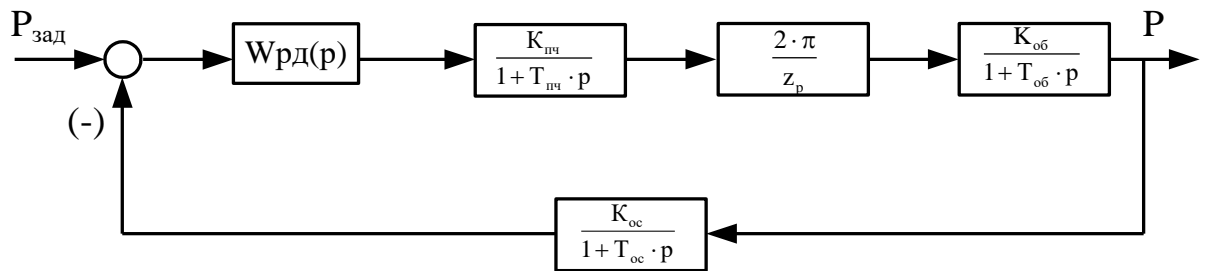 Pзад
Wрд(p)
Kпч
1 + Tпч · p
2 · π
zp
Kоб
1 + Tоб · p
P
(-)
Kос
1 + Tос · p